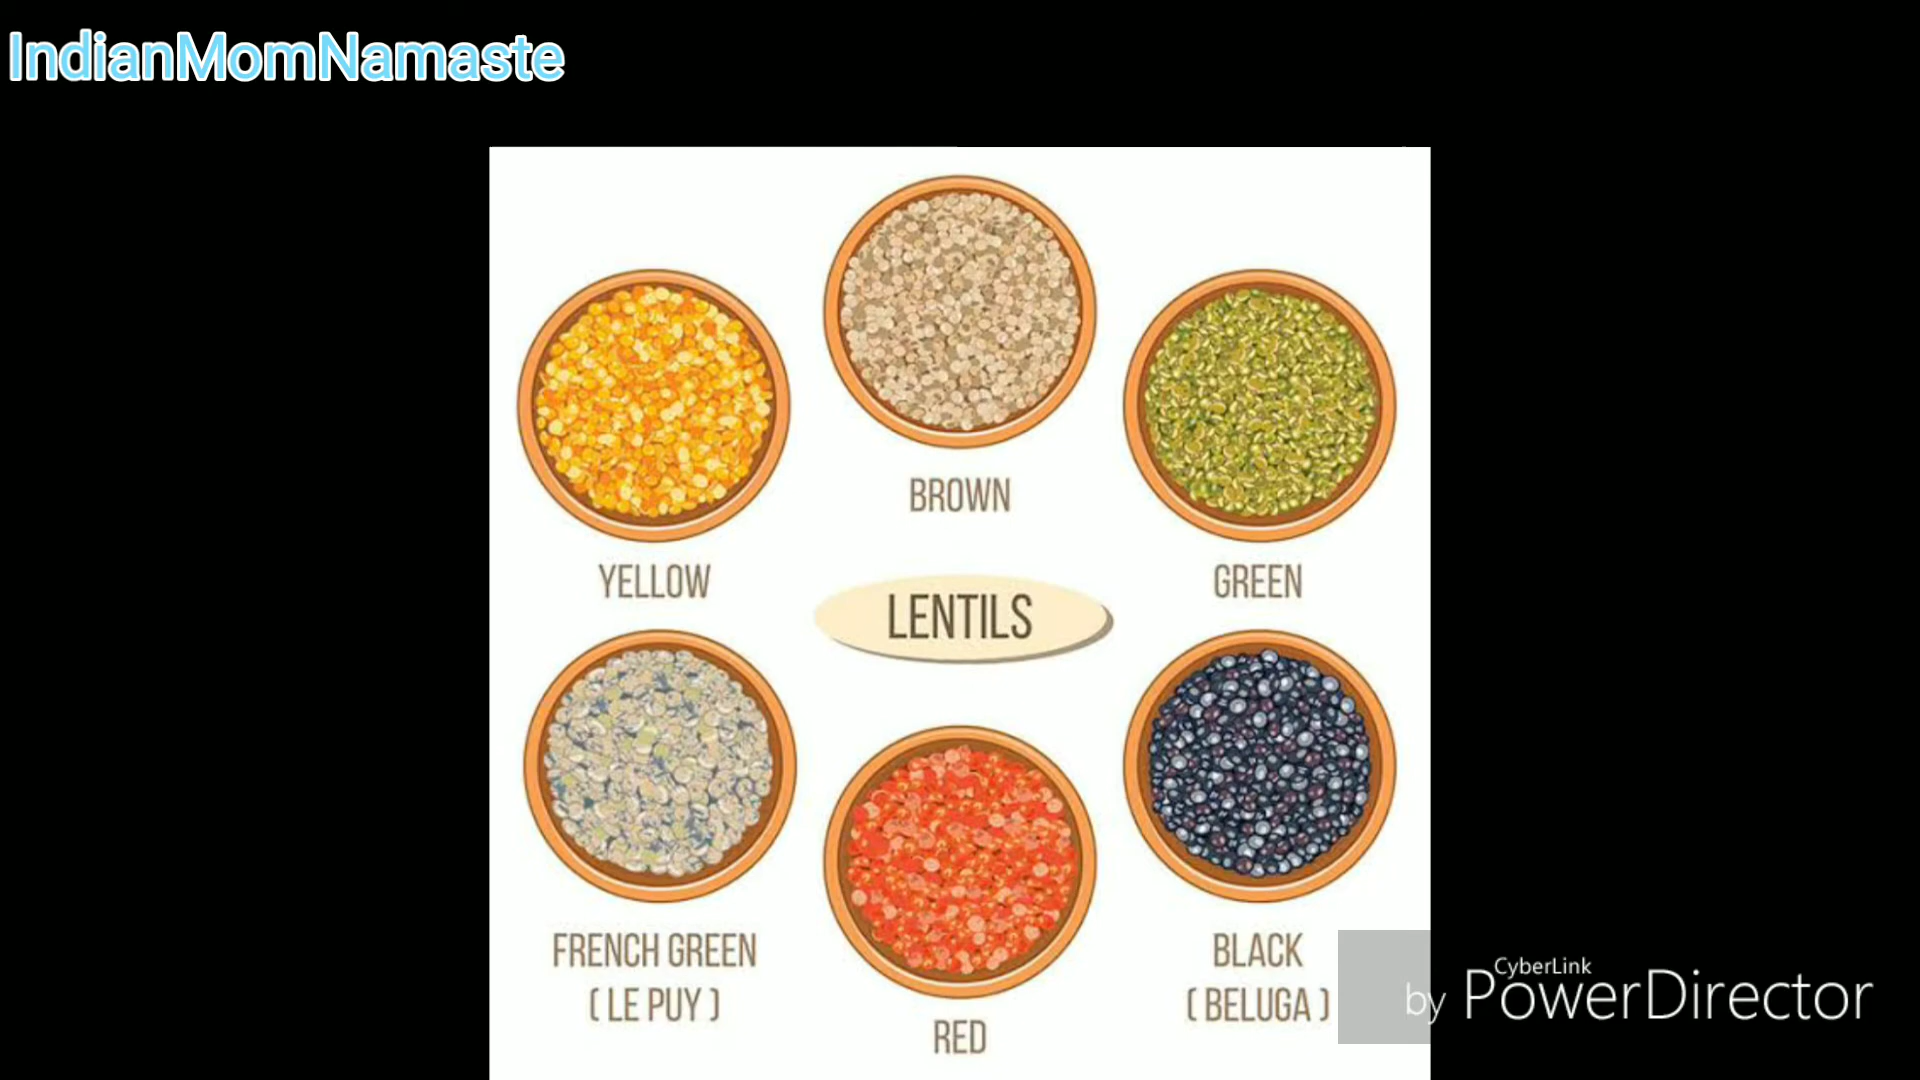 IndianMomNamaste
BROWN
YELLOW
GREEN
LENTILS
FRENCH GREEN
( LE PUY )
BLACK
( BELUGA )
RED
CyberLink
by PowerDirector